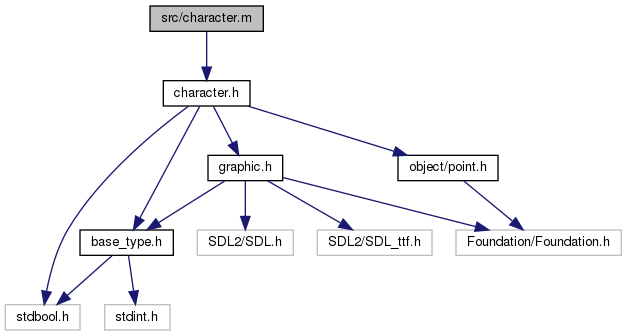 src/character.m
character.h
graphic.h
object/point.h
base_type.h
SDL2/SDL.h
SDL2/SDL_ttf.h
Foundation/Foundation.h
stdbool.h
stdint.h